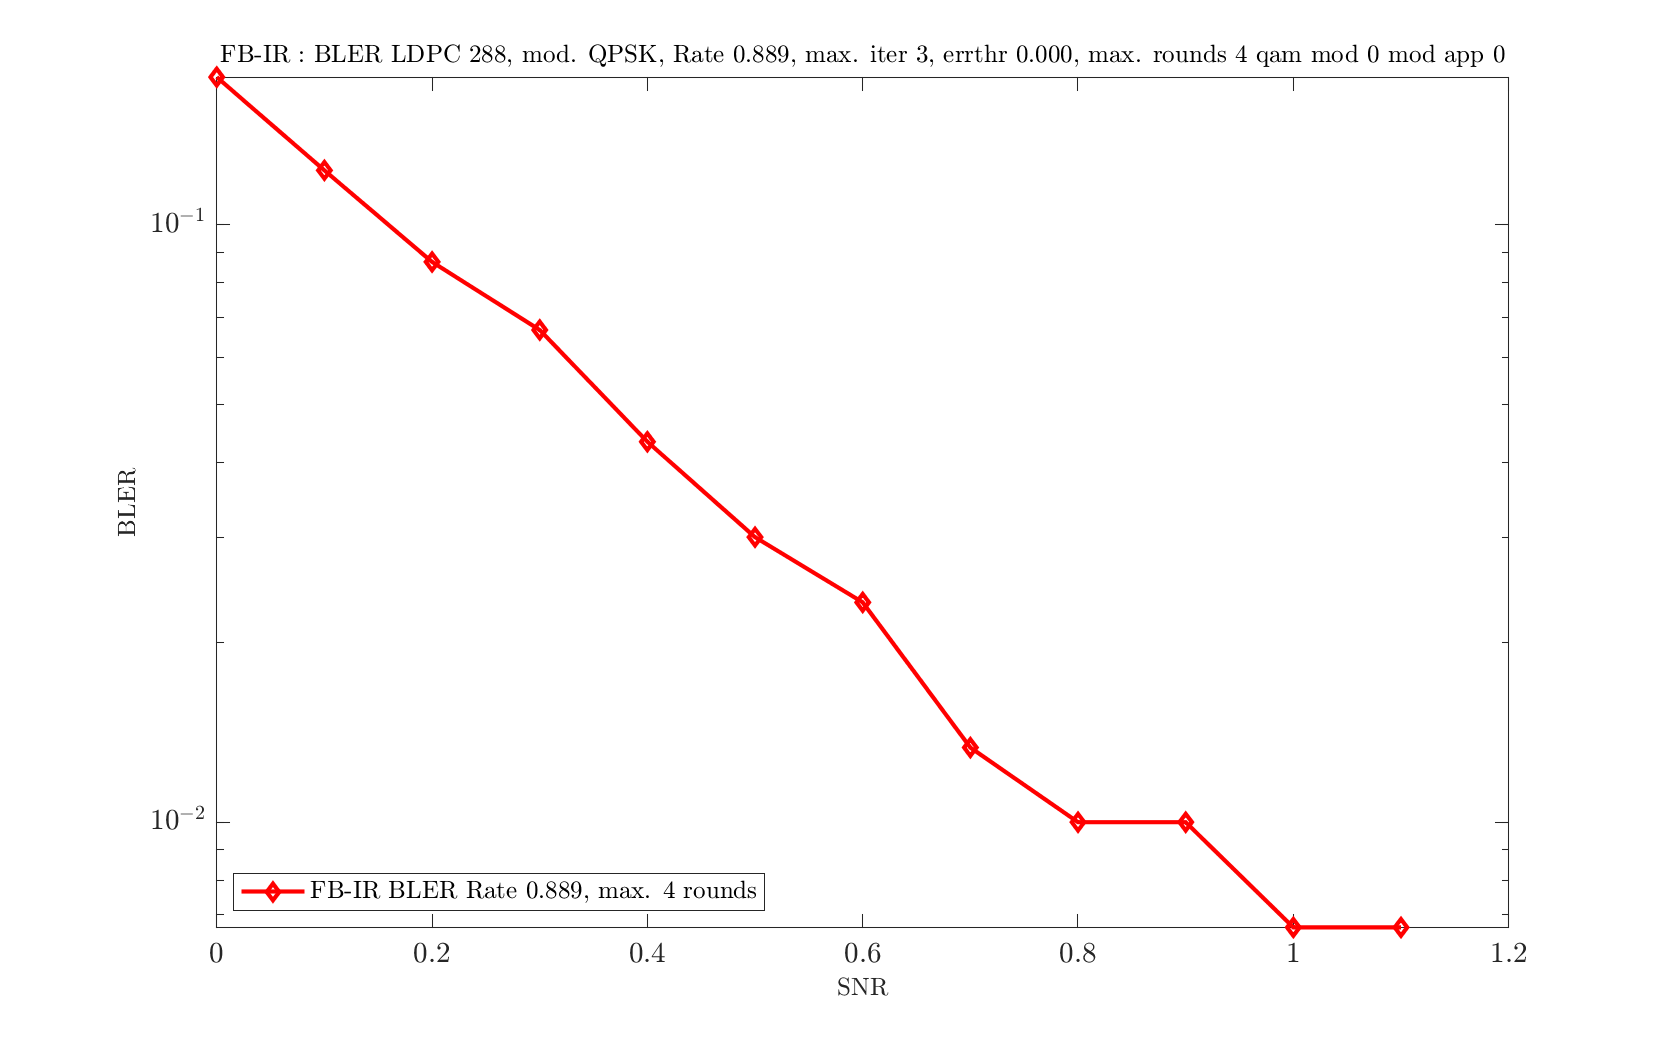 FB-IR : BLER LDPC 288, mod. QPSK, Rate 0.889, max. iter 3, errthr 0.000, max. rounds 4 qam mod 0 mod app 0
10⁻¹
BLER
10⁻²
FB-IR BLER Rate 0.889, max. 4 rounds
0 0.2 0.4 0.6 0.8 1 1.2
SNR